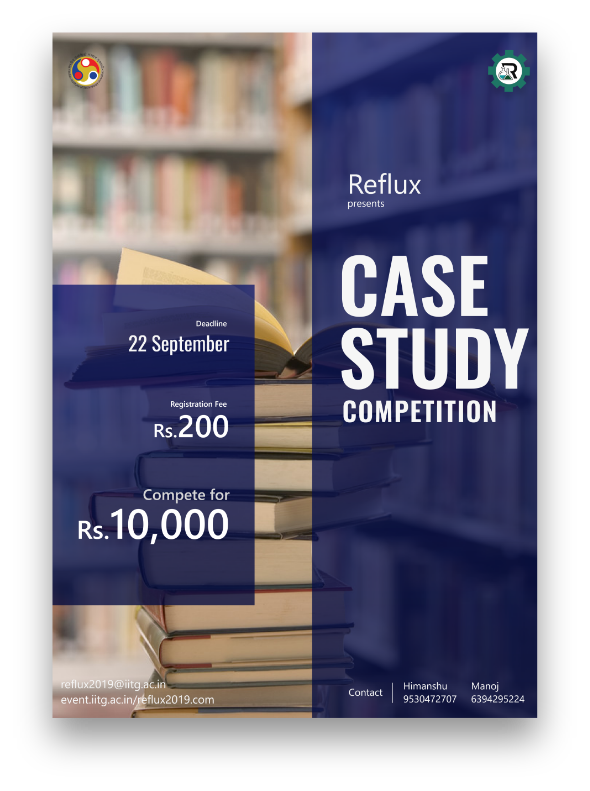 Reflux
presents
CASE
STUDY
COMPETITION
Deadline
22 September
Registration Fee
Rs.200
Compete for
Rs.10,000
reflux2019@iitg.ac.in
event.iitg.ac.in/reflux2019.com
Contact
Himanshu
9530472707
Manoj
6394295224